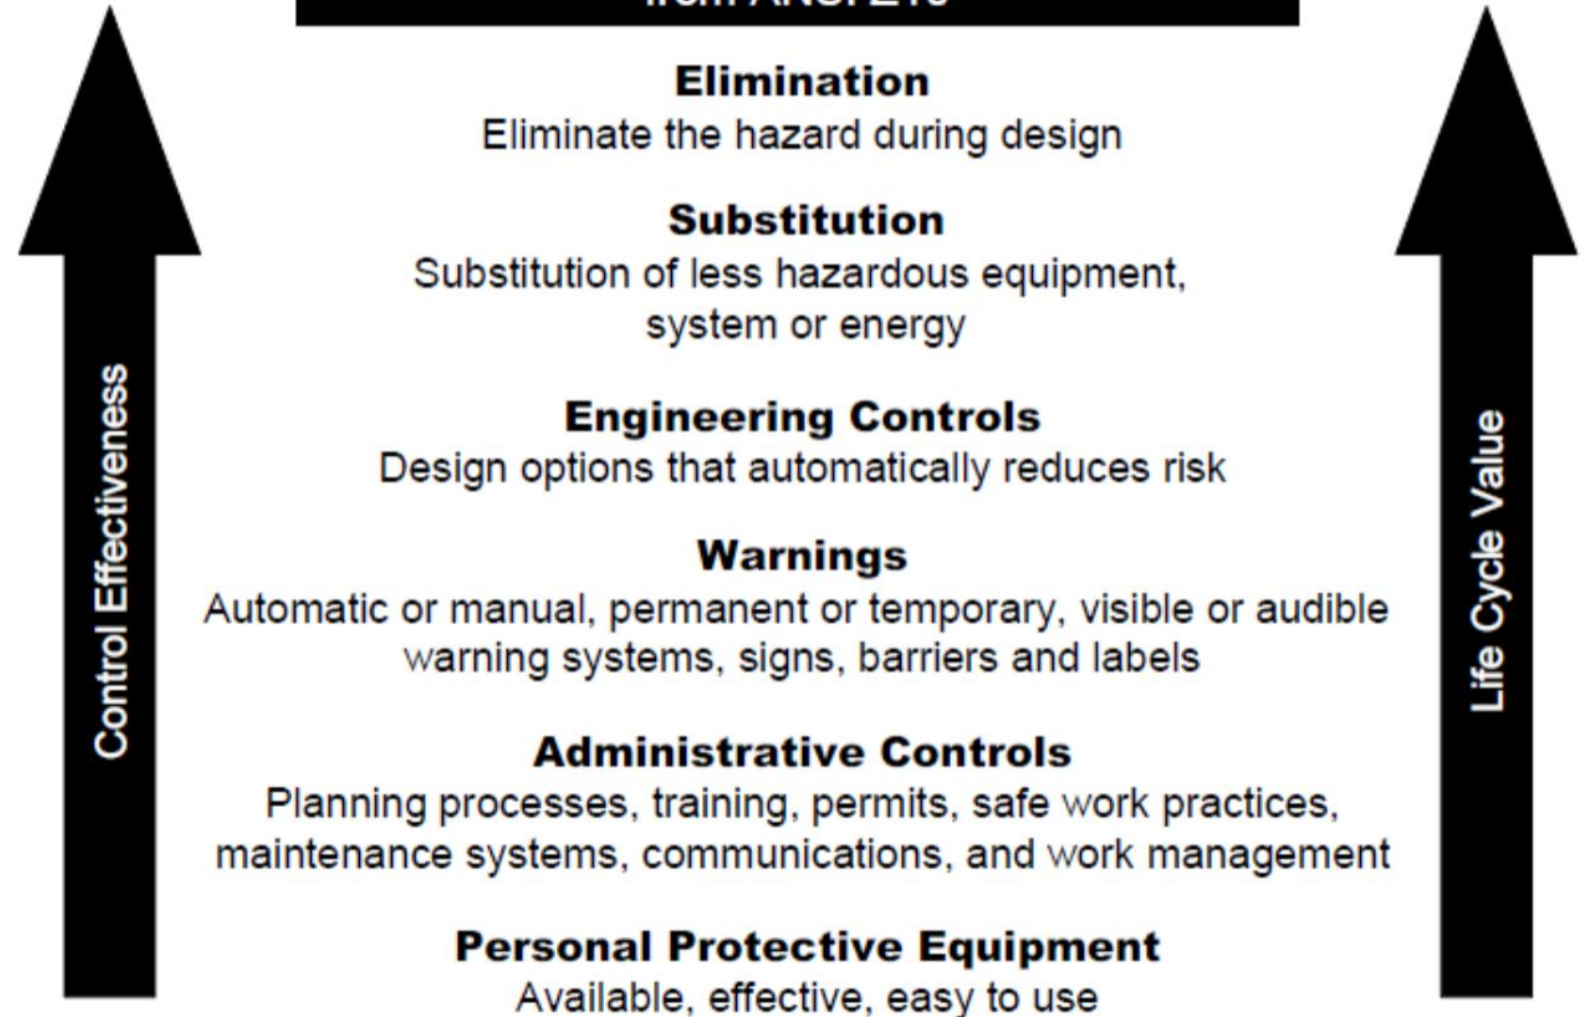 from ANSI Z10
Elimination
Eliminate the hazard during design
Substitution
Substitution of less hazardous equipment,
system or energy
Engineering Controls
Design options that automatically reduces risk
Warnings
Automatic or manual, permanent or temporary, visible or audible
warning systems, signs, barriers and labels
Administrative Controls
Planning processes, training, permits, safe work practices,
maintenance systems, communications, and work management
Personal Protective Equipment
Available, effective, easy to use
Control Effectiveness
Life Cycle Value